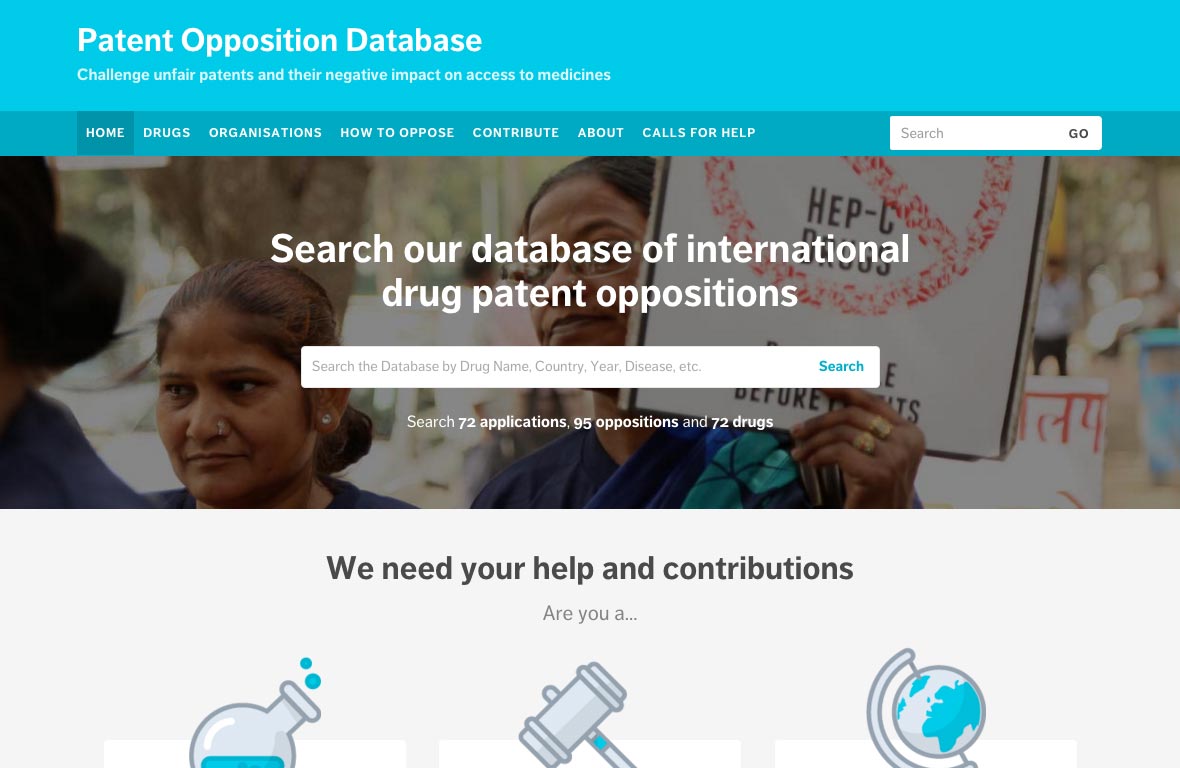 Patent Opposition Database
Challenge unfair patents and their negative impact on access to medicines
HOME DRUGS ORGANISATIONS HOW TO OPPOSE CONTRIBUTE ABOUT CALLS FOR HELP Search GO
HEP-C
DRUGS
Search our database of international
drug patent oppositions
Search the Database by Drug Name, Country, Year, Disease, etc. Search
BEFORE
Search 72 applications, 95 oppositions and 72 drugs
We need your help and contributions
Are you a...